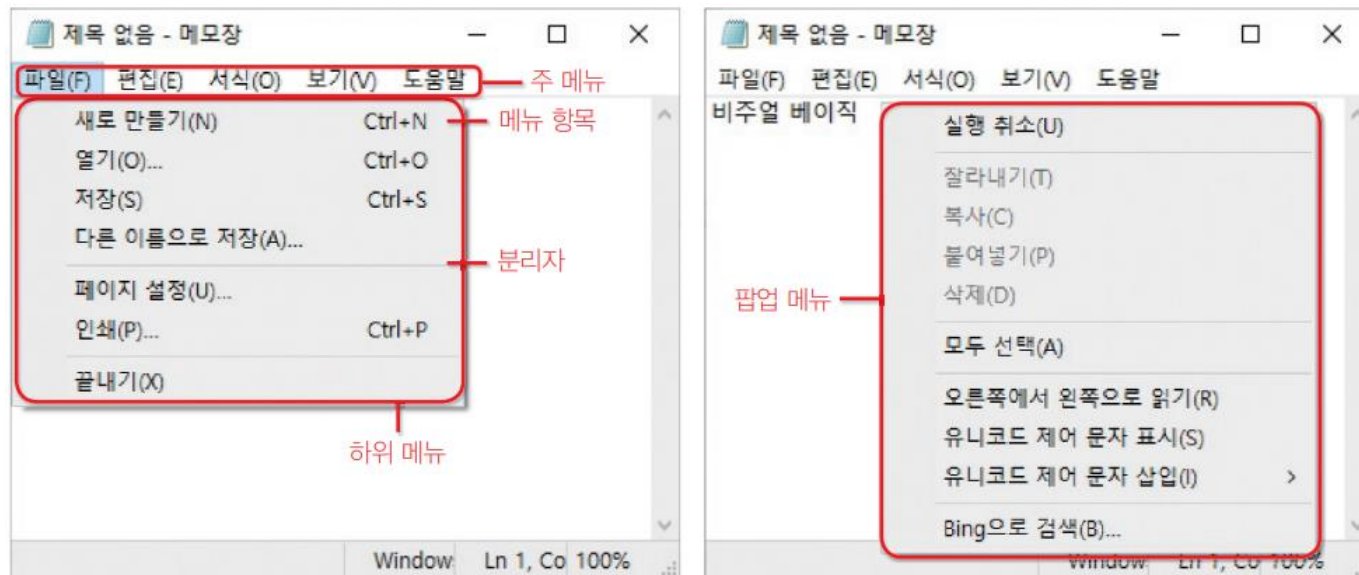 제목 없음 - 메모장
파일(F) 편집(E) 서식(O) 보기(V) 도움말
주 메뉴
새로 만들기(N) Ctrl+N
메뉴 항목
열기(O)... Ctrl+O
저장(S) Ctrl+S
다른 이름으로 저장(A)...
분리자
페이지 설정(U)...
인쇄(P)... Ctrl+P
끝내기(X)
하위 메뉴
Window Ln 1, Co 100%
제목 없음 - 메모장
파일(F) 편집(E) 서식(O) 보기(V) 도움말
비주얼 베이직
실행 취소(U)
잘라내기(T)
복사(C)
붙여넣기(P)
삭제(D)
팝업 메뉴
모두 선택(A)
오른쪽에서 왼쪽으로 읽기(R)
유니코드 제어 문자 표시(S)
유니코드 제어 문자 삽입(I) >
Bing으로 검색(B)...
Window Ln 1, Co 100%